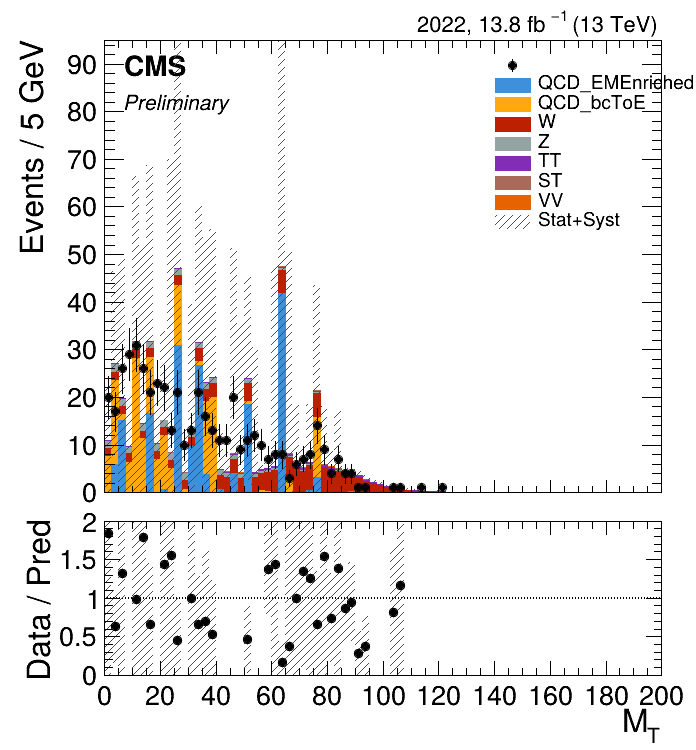 2022, 13.8 fb⁻¹ (13 TeV)
CMS
Preliminary
QCD_EMEnriched
QCD_bcToE
W
Z
TT
ST
VV
Stat+Syst
Events / 5 GeV
90
80
70
60
50
40
30
20
10
0
Data / Pred
2
1.5
1
0.5
0
0 20 40 60 80 100 120 140 160 180 200
M_T